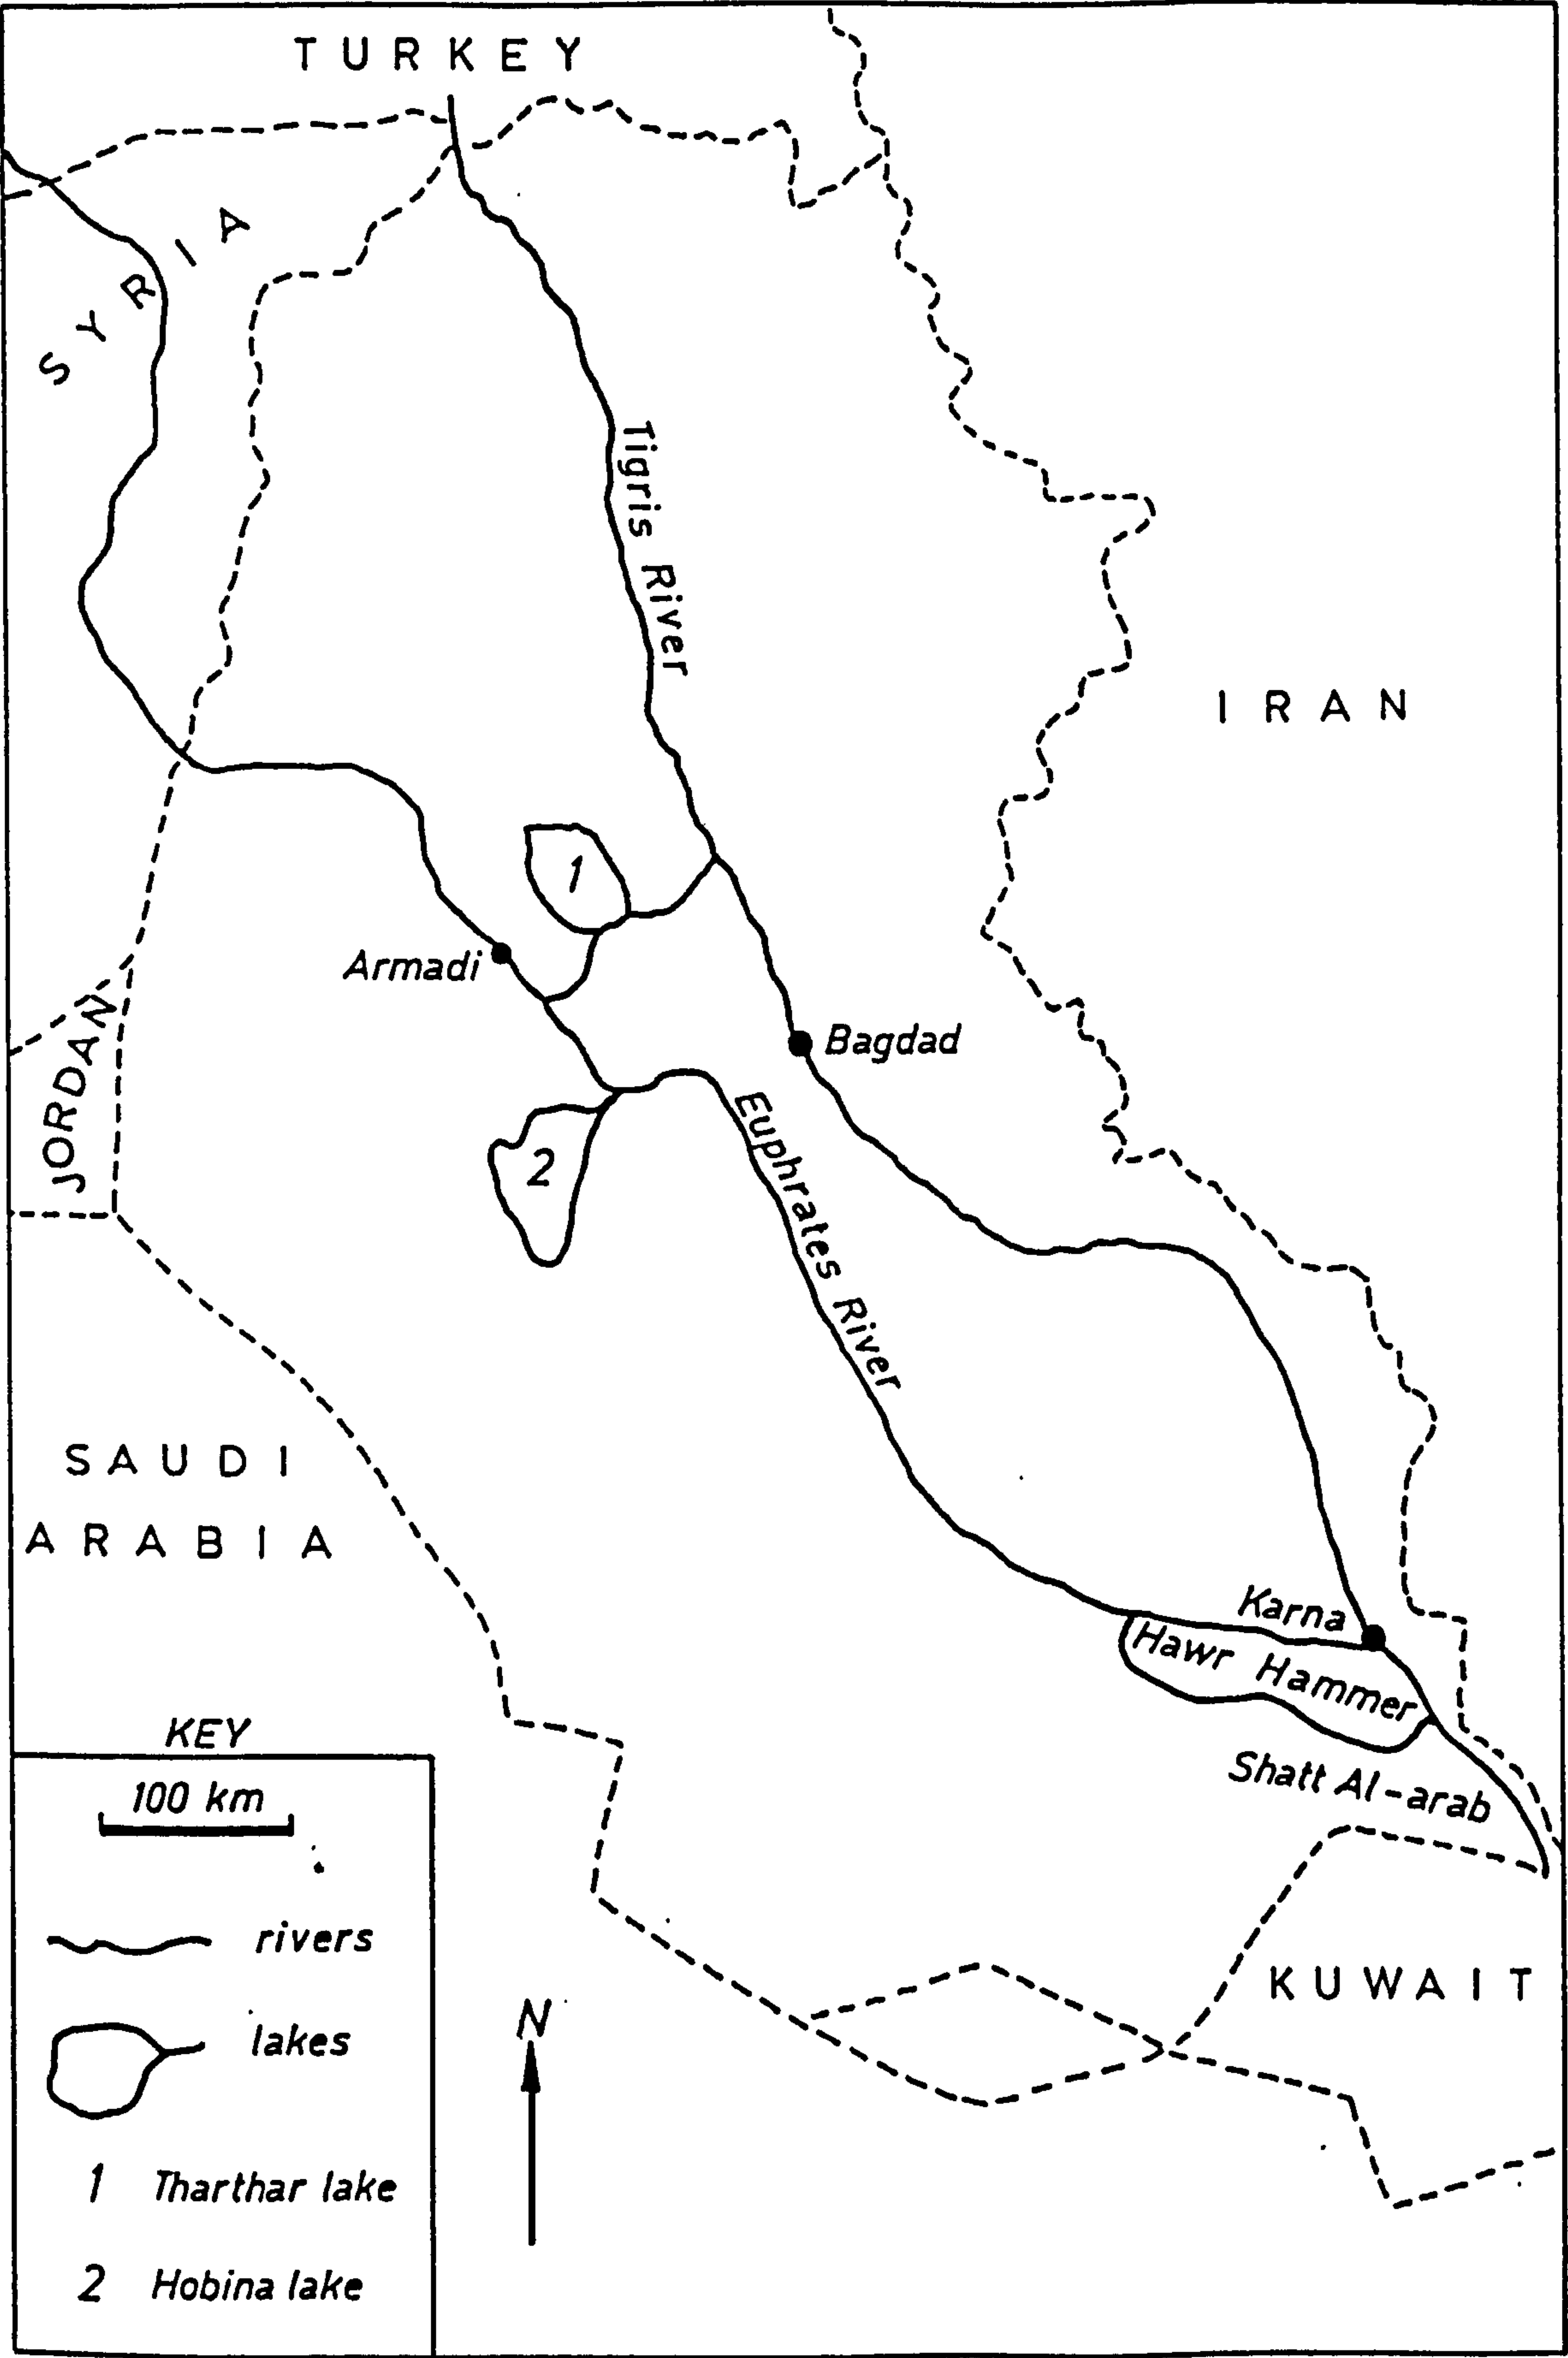 TURKEY
SYRIA
Tigris River
IRAN
1
Armadi
Bagdad
JORDAN
2
Euphrates River
SAUDI
ARABIA
Karna
Hawr Hammer
Shatt Al-arab
KUWAIT
KEY
100 km
rivers
lakes
1 Tharthar lake
2 Hobina lake
N